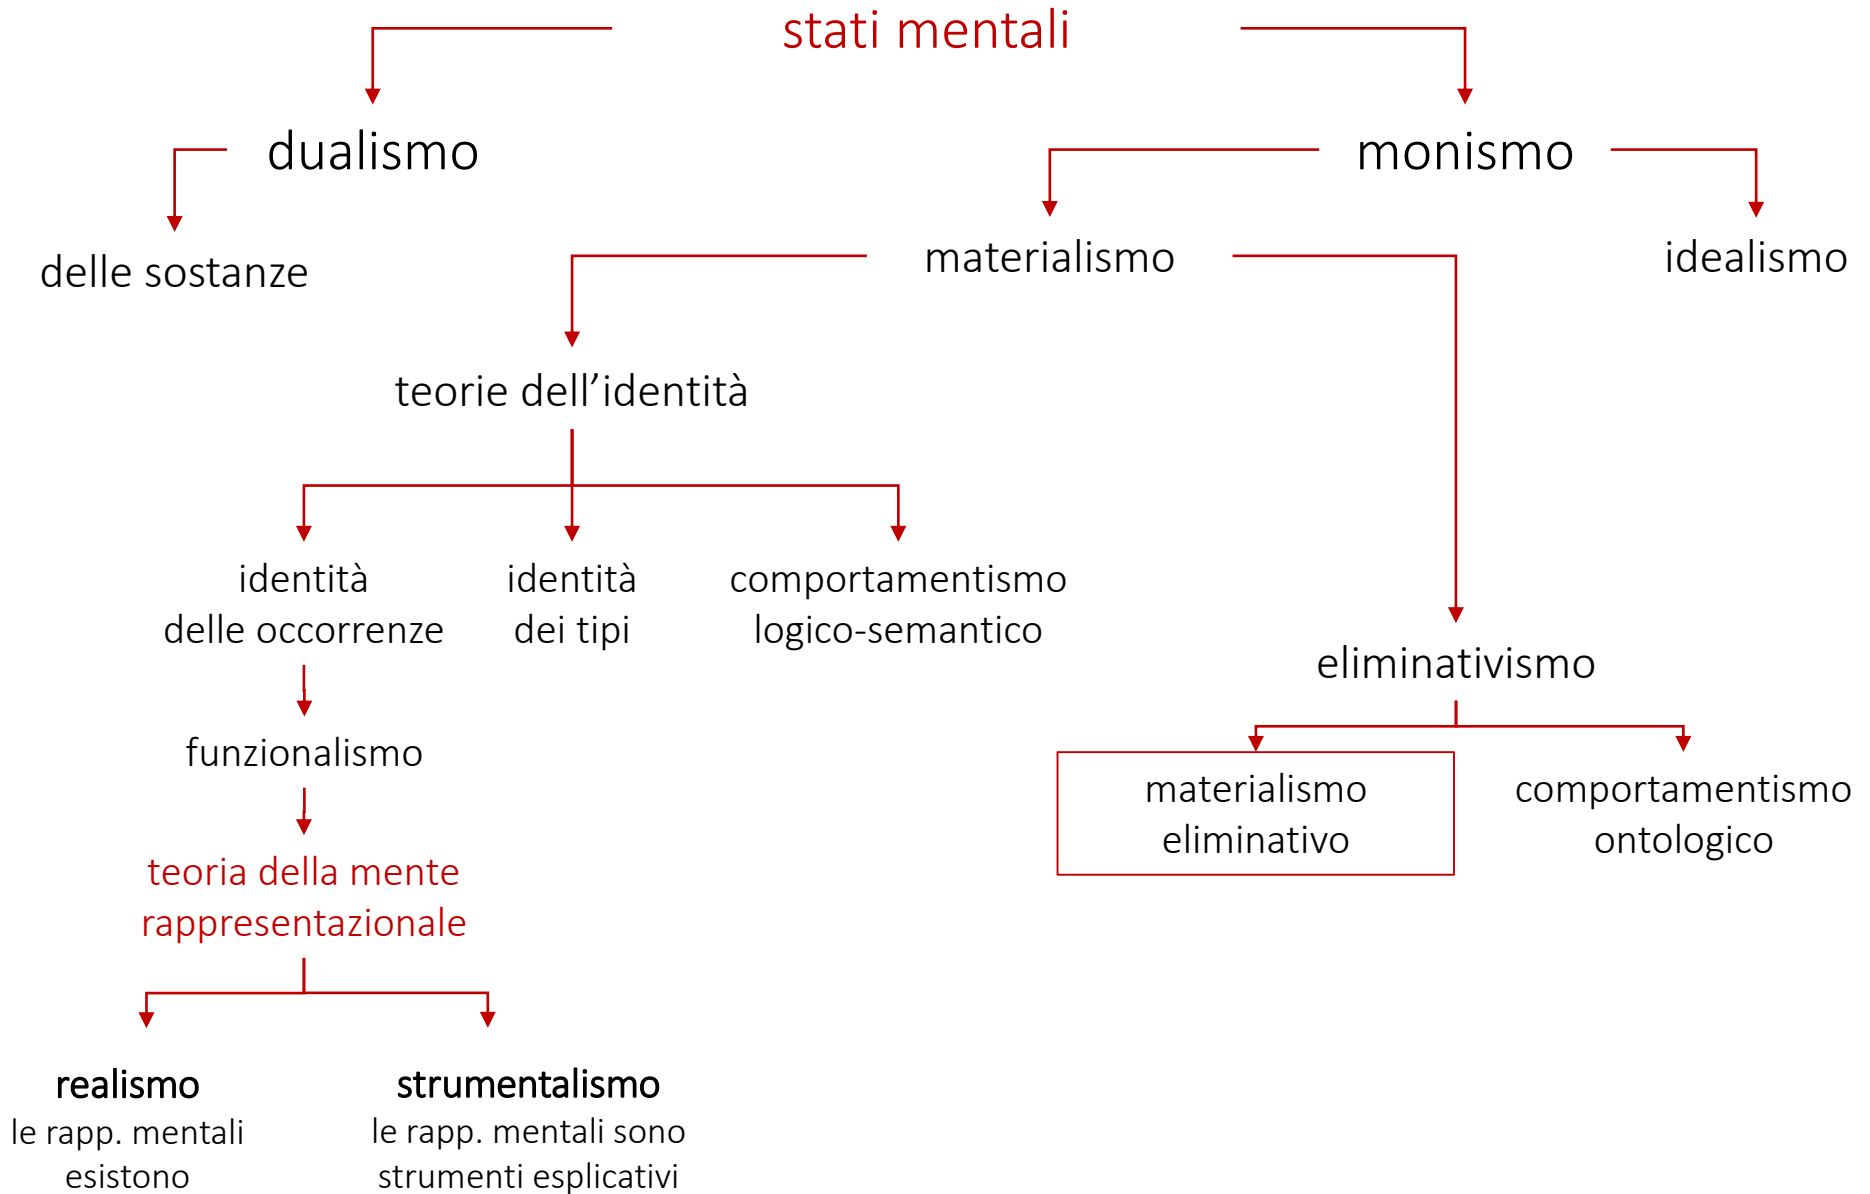 stati mentali
dualismo
monismo
delle sostanze
materialismo
idealismo
teorie dell’identità
identità
delle occorrenze
identità
dei tipi
comportamentismo
logico-semantico
eliminativismo
funzionalismo
materialismo
eliminativo
comportamentismo
ontologico
teoria della mente
rappresentazionale
realismo
le rapp. mentali
esistono
strumentalismo
le rapp. mentali sono
strumenti esplicativi